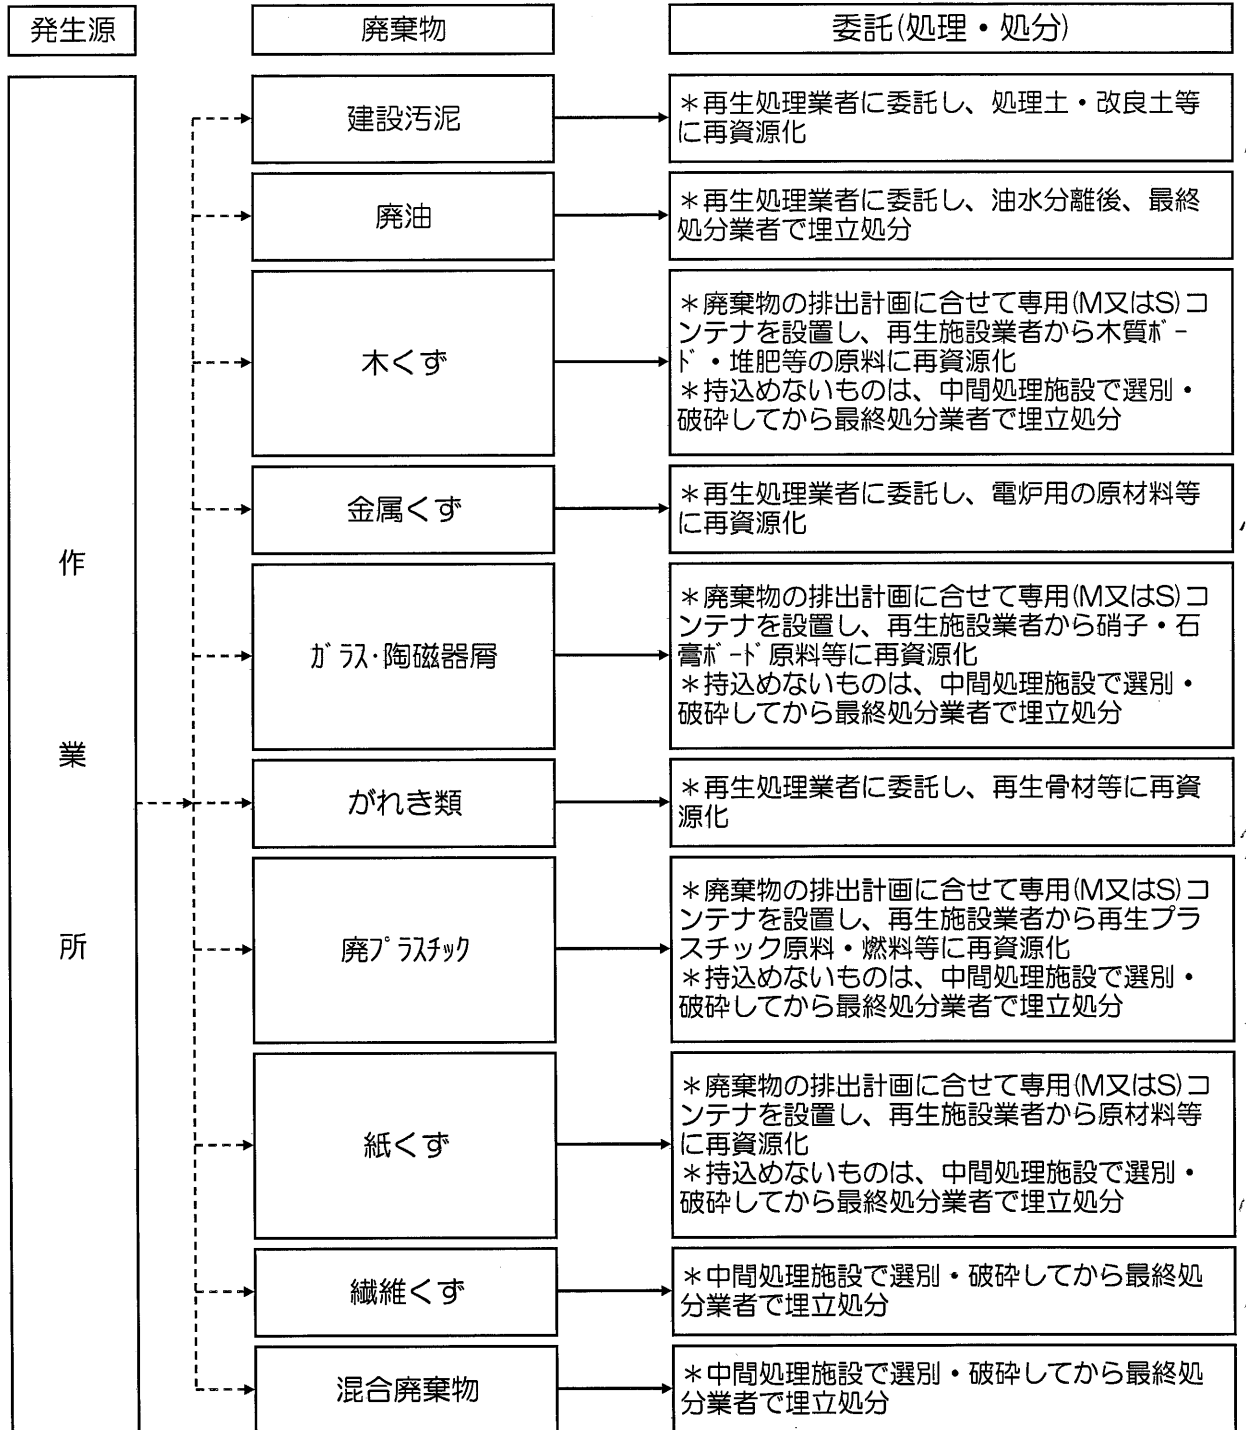 発生源
廃棄物
委託(処理・処分)
作
業
所
建設汚泥
＊再生処理業者に委託し、処理土・改良土等
に再資源化
廃油
＊再生処理業者に委託し、油水分離後、最終
処分業者で埋立処分
木くず
＊廃棄物の排出計画に合せて専用(M又はS)コ
ンテナを設置し、再生施設業者から木質ﾎﾞｰ
ﾄﾞ・堆肥等の原料に再資源化
＊持込めないものは、中間処理施設で選別・
破砕してから最終処分業者で埋立処分
金属くず
＊再生処理業者に委託し、電炉用の原材料等
に再資源化
ｶﾞﾗｽ･陶磁器屑
＊廃棄物の排出計画に合せて専用(M又はS)コ
ンテナを設置し、再生施設業者から硝子・石
膏ﾎﾞｰﾄﾞ原料等に再資源化
＊持込めないものは、中間処理施設で選別・
破砕してから最終処分業者で埋立処分
がれき類
＊再生処理業者に委託し、再生骨材等に再資
源化
廃ﾌﾟﾗｽﾁｯｸ
＊廃棄物の排出計画に合せて専用(M又はS)コ
ンテナを設置し、再生施設業者から再生プラ
スチック原料・燃料等に再資源化
＊持込めないものは、中間処理施設で選別・
破砕してから最終処分業者で埋立処分
紙くず
＊廃棄物の排出計画に合せて専用(M又はS)コ
ンテナを設置し、再生施設業者から原材料等
に再資源化
＊持込めないものは、中間処理施設で選別・
破砕してから最終処分業者で埋立処分
繊維くず
＊中間処理施設で選別・破砕してから最終処
分業者で埋立処分
混合廃棄物
＊中間処理施設で選別・破砕してから最終処
分業者で埋立処分